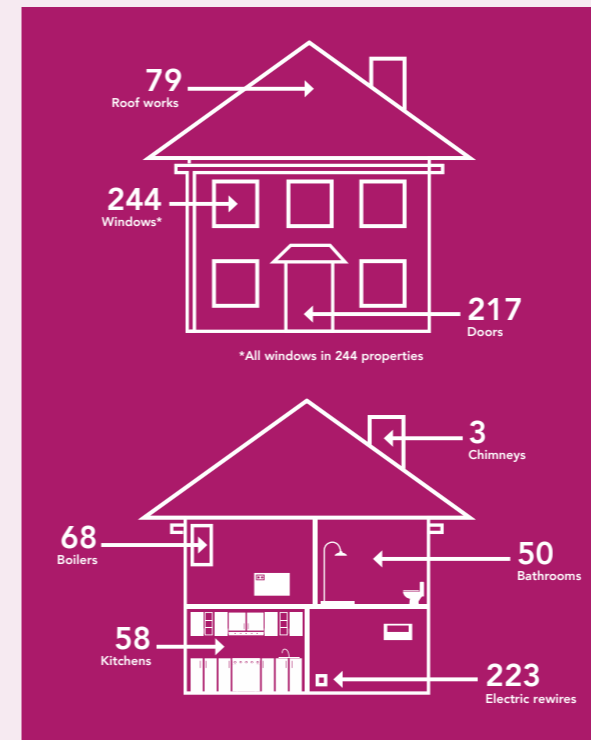 79
Roof works
244
Windows*
217
Doors
*All windows in 244 properties
3
Chimneys
68
Boilers
50
Bathrooms
58
Kitchens
223
Electric rewires